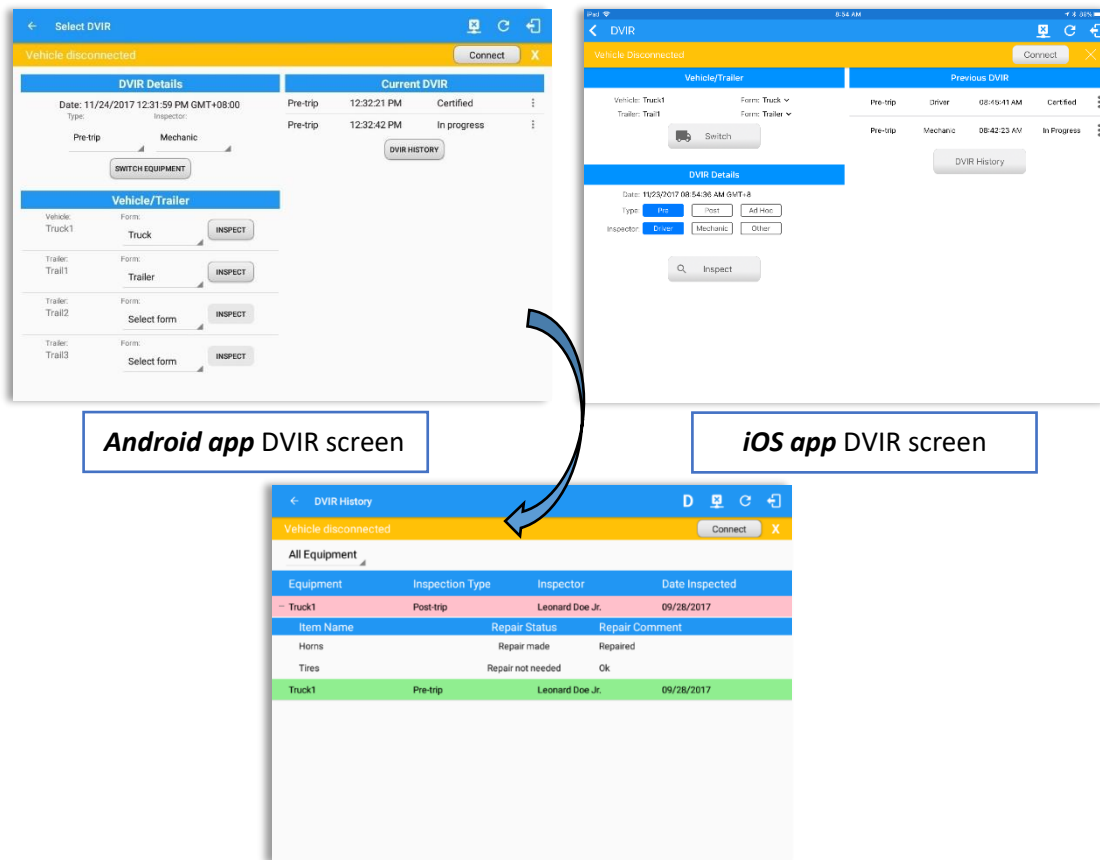 Select DVIR
Vehicle disconnected
Connect
X
DVIR Details
Date: 11/24/2017 12:31:59 PM GMT+08:00
Type: Inspector:
Pre-trip Mechanic
SWITCH EQUIPMENT
Vehicle/Trailer
Vehicle: Form:
Truck1 Truck INSPECT
Trailer: Form:
Trail1 Trailer INSPECT
Trailer: Form:
Trail2 Select form INSPECT
Trailer: Form:
Trail3 Select form INSPECT
Current DVIR
Pre-trip 12:32:21 PM Certified
Pre-trip 12:32:42 PM In progress
DVIR HISTORY
Android app DVIR screen
iPad 8:54 AM
DVIR
Vehicle Disconnected
Connect
Vehicle/Trailer
Vehicle: Truck1 Form: Truck
Trailer: Trail1 Form: Trailer
Switch
DVIR Details
Date: 11/23/2017 08:54:36 AM GMT+8
Type: Pre Post Ad Hoc
Inspector: Driver Mechanic Other
Inspect
Previous DVIR
Pre-trip Driver 08:45:41 AM Certified
Pre-trip Mechanic 08:42:23 AM In Progress
DVIR History
iOS app DVIR screen
DVIR History
D
Vehicle disconnected
Connect
X
All Equipment
Equipment Inspection Type Inspector Date Inspected
Truck1 Post-trip Leonard Doe Jr. 09/28/2017
Item Name Repair Status Repair Comment
Horns Repair made Repaired
Tires Repair not needed Ok
Truck1 Pre-trip Leonard Doe Jr. 09/28/2017